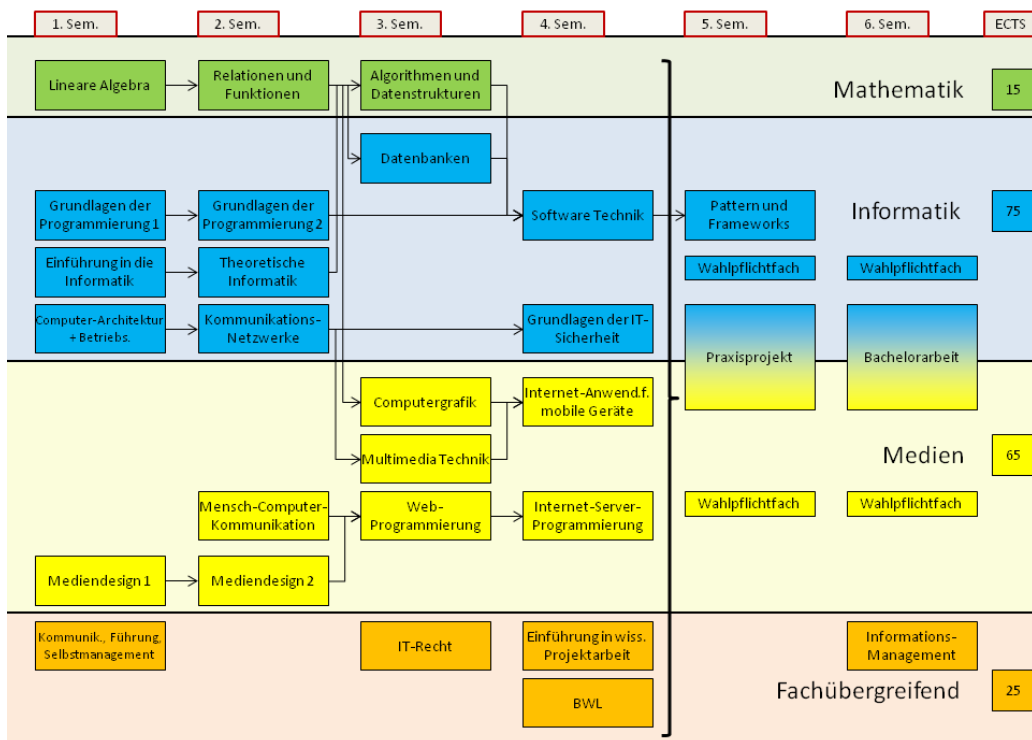 1. Sem.
2. Sem.
3. Sem.
4. Sem.
5. Sem.
6. Sem.
ECTS
Lineare Algebra
Relationen und
Funktionen
Algorithmen und
Datenstrukturen
Mathematik
15
Datenbanken
Grundlagen der
Programmierung 1
Grundlagen der
Programmierung 2
Software Technik
Pattern und
Frameworks
Informatik
75
Einführung in die
Informatik
Theoretische
Informatik
Wahlpflichtfach
Wahlpflichtfach
Computer-Architektur
+ Betriebs.
Kommunikations-
Netzwerke
Grundlagen der IT-
Sicherheit
Praxisprojekt
Bachelorarbeit
Computergrafik
Internet-Anwend.f.
mobile Geräte
Multimedia Technik
Medien
65
Mensch-Computer-
Kommunikation
Web-
Programmierung
Internet-Server-
Programmierung
Wahlpflichtfach
Wahlpflichtfach
Mediendesign 1
Mediendesign 2
Kommunik., Führung,
Selbstmanagement
IT-Recht
Einführung in wiss.
Projektarbeit
Informations-
Management
BWL
Fachübergreifend
25